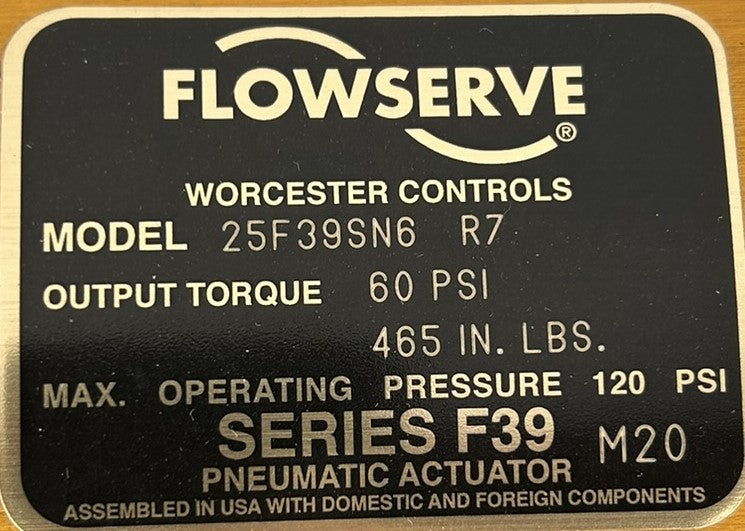 FLOWSERVE®
WORCESTER CONTROLS
MODEL 25F39SN6 R7
OUTPUT TORQUE 60 PSI
465 IN. LBS.
MAX. OPERATING PRESSURE 120 PSI
SERIES F39 M20
PNEUMATIC ACTUATOR
ASSEMBLED IN USA WITH DOMESTIC AND FOREIGN COMPONENTS